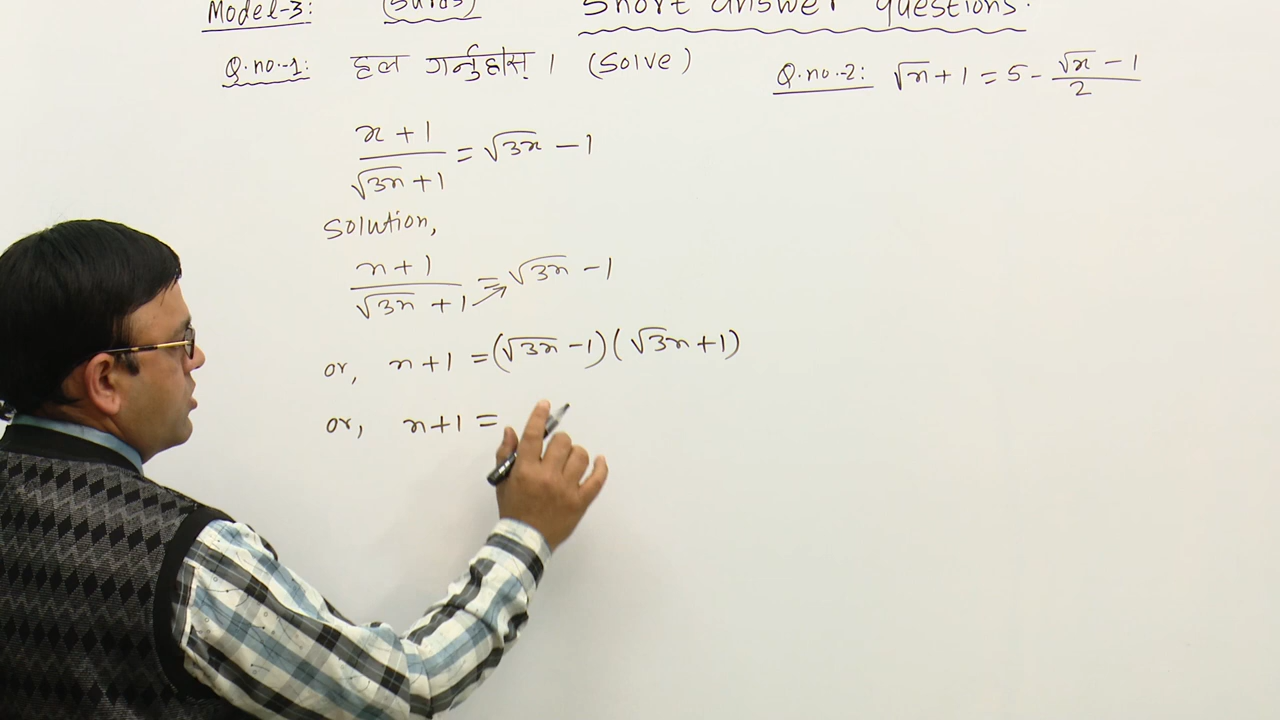 Model-3: (Surds) Short answer questions.
Q.no.-1: हल गर्नुहोस् । (Solve)
x+1/√3x+1 = √3x - 1
Solution,
x+1/√3x+1 = √3x - 1
or, x+1 = (√3x - 1)(√3x + 1)
or, x+1 =
Q.no.-2: √x + 1 = 5 - √x - 1/2